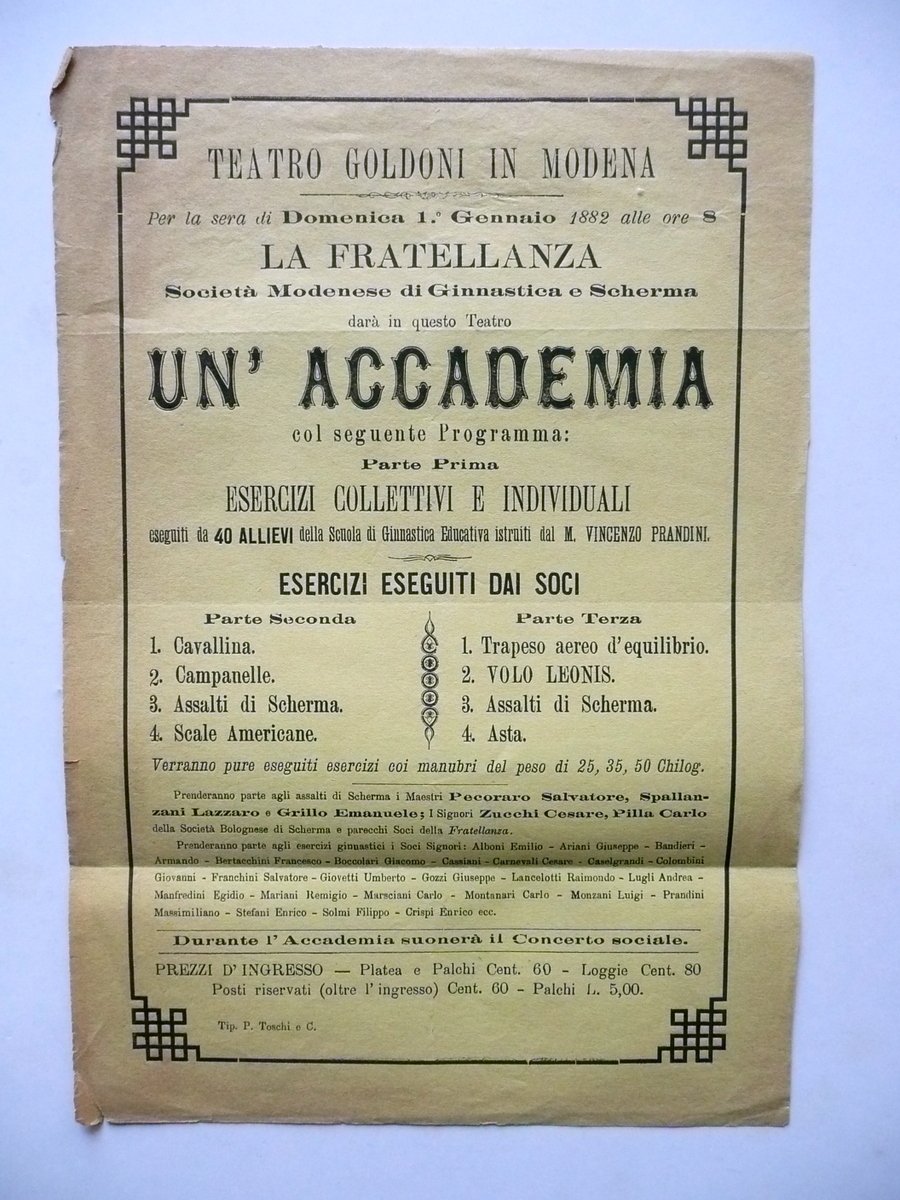 TEATRO GOLDONI IN MODENA
Per la sera di Domenica 1.º Gennaio 1882 alle ore 8
LA FRATELLANZA
Società Modenese di Ginnastica e Scherma
darà in questo Teatro
UN' ACCADEMIA
col seguente Programma:
Parte Prima
ESERCIZI COLLETTIVI E INDIVIDUALI
eseguiti da 40 ALLIEVI della Scuola di Ginnastica Educativa istruiti dal M. VINCENZO PRANDINI.
ESERCIZI ESEGUITI DAI SOCI
Parte Seconda
1. Cavallina.
2. Campanelle.
3. Assalti di Scherma.
4. Scale Americane.
Parte Terza
1. Trapeso aereo d'equilibrio.
2. VOLO LEONIS.
3. Assalti di Scherma.
4. Asta.
Verranno pure eseguiti esercizi coi manubri del peso di 25, 35, 50 Chilog.
Prenderanno parte agli assalti di Scherma i Maestri Pecoraro Salvatore, Spallan-
zani Lazzaro e Grillo Emanuele; I Signori Zucchi Cesare, Pilla Carlo
della Società Bolognese di Scherma e parecchi Soci della Fratellanza.
Prenderanno parte agli esercizi ginnastici i Soci Signori: Alboni Emilio - Ariani Giuseppe - Bandieri -
Armando - Bertacchini Francesco - Boccolari Giacomo - Cassiani - Carnevali Cesare - Caselgrandi - Colombini
Giovanni - Franchini Salvatore - Giovetti Umberto - Gozzi Giuseppe - Lancelotti Raimondo - Lugli Andrea -
Manfredini Egidio - Mariani Remigio - Marsciani Carlo - Montanari Carlo - Monzani Luigi - Prandini
Massimiliano - Stefani Enrico - Solmi Filippo - Crispi Enrico ecc.
Durante l'Accademia suonerà il Concerto sociale.
PREZZI D'INGRESSO — Platea e Palchi Cent. 60 - Loggie Cent. 80
Posti riservati (oltre l'ingresso) Cent. 60 - Palchi L. 5,00.
Tip. P. Toschi e C.